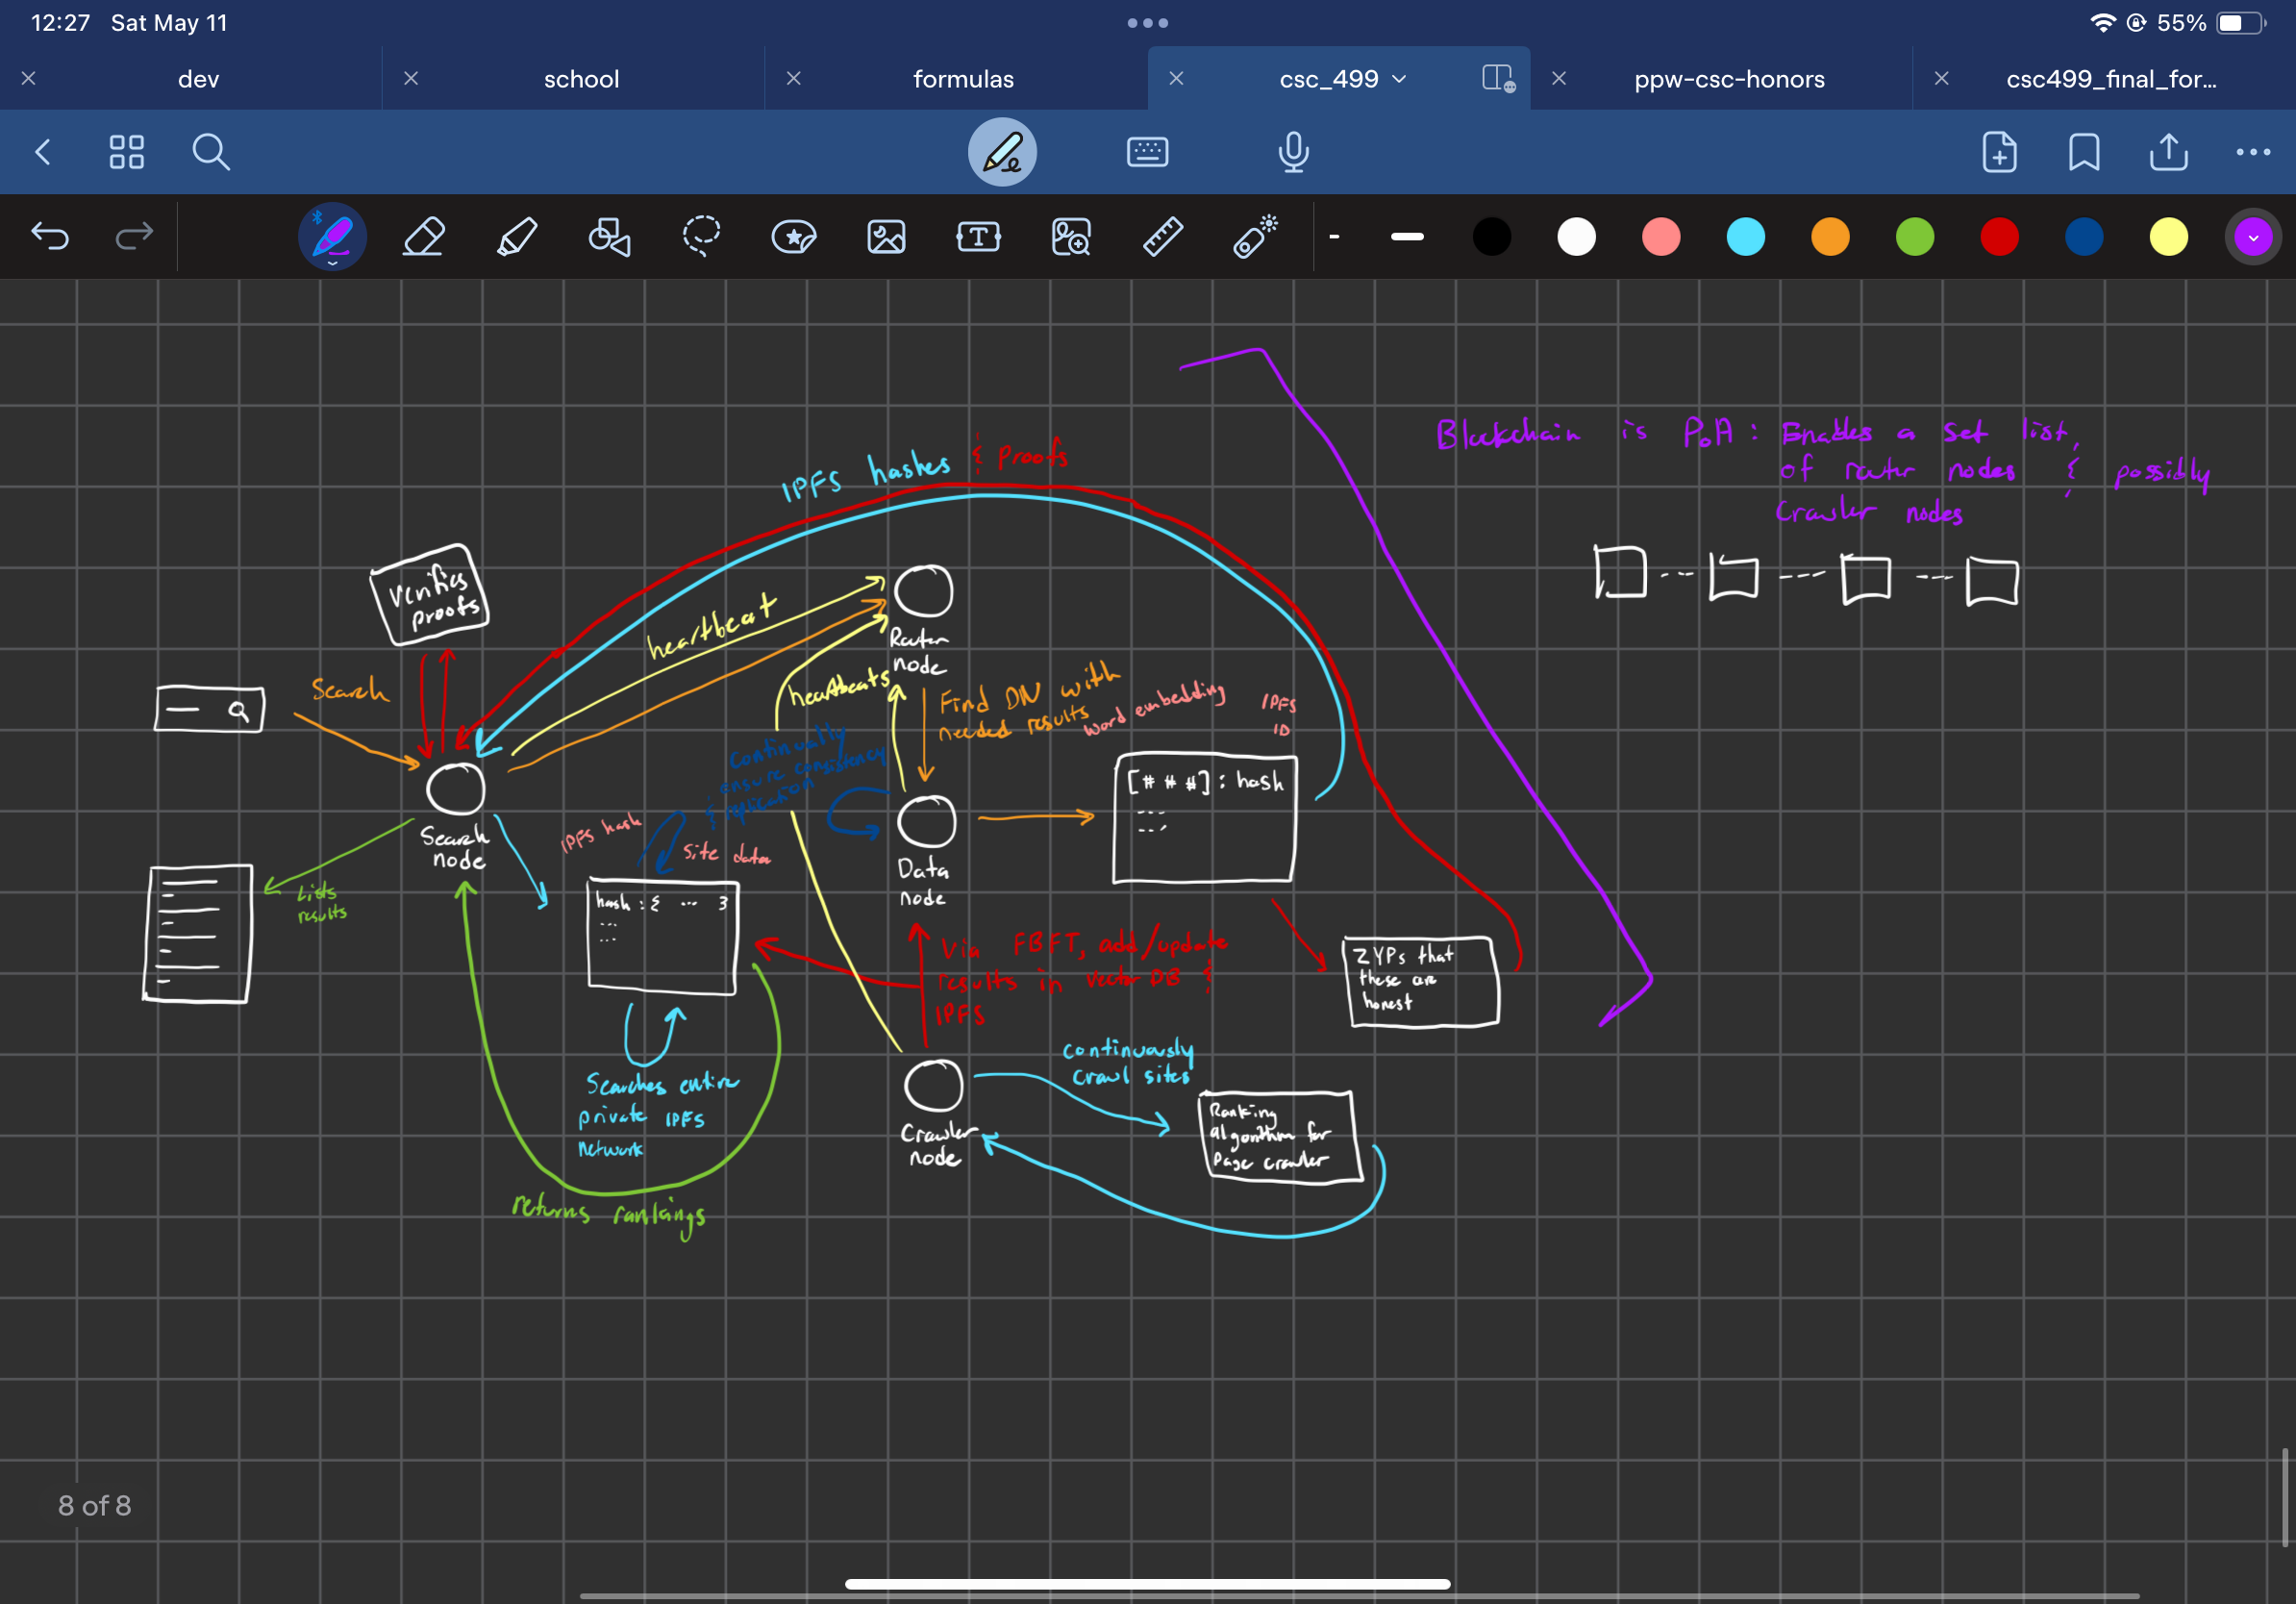 12:27 Sat May 11
55%
dev
school
formulas
csc_499
ppw-csc-honors
csc499_final_for...
Blockchain is PoA: Enables a set list,
of router nodes & possibly
Crawler nodes
IPFS hashes & Proofs
Verifies
proofs
heartbeat
Router
node
Search
heartbeats
Find DN with
needed results
word embedding
IPFS
ID
Continually
ensure consistency
& replication
[# # #] : hash
Search
node
IPFS hash
Site data
Data
node
Lists
results
hash : { ... }
Via FBFT, add/update
results in vector DB &
IPFS
ZYPs that
these are
honest
Searches entire
private IPFS
network
Continuously
Crawl sites
Crawler
node
Ranking
algorithm for
Page crawler
returns rankings
8 of 8